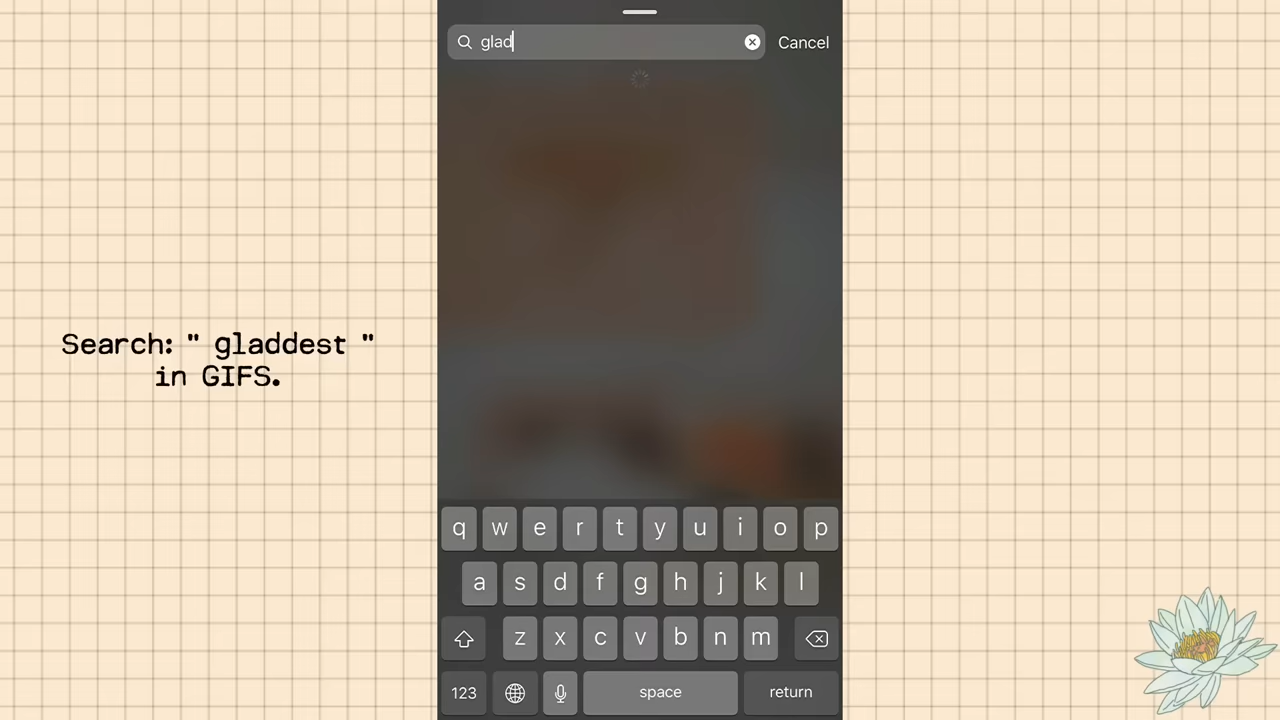 glad
Cancel
Search: " gladdest "
in GIFS.
q w e r t y u i o p
a s d f g h j k l
z x c v b n m
123 space return